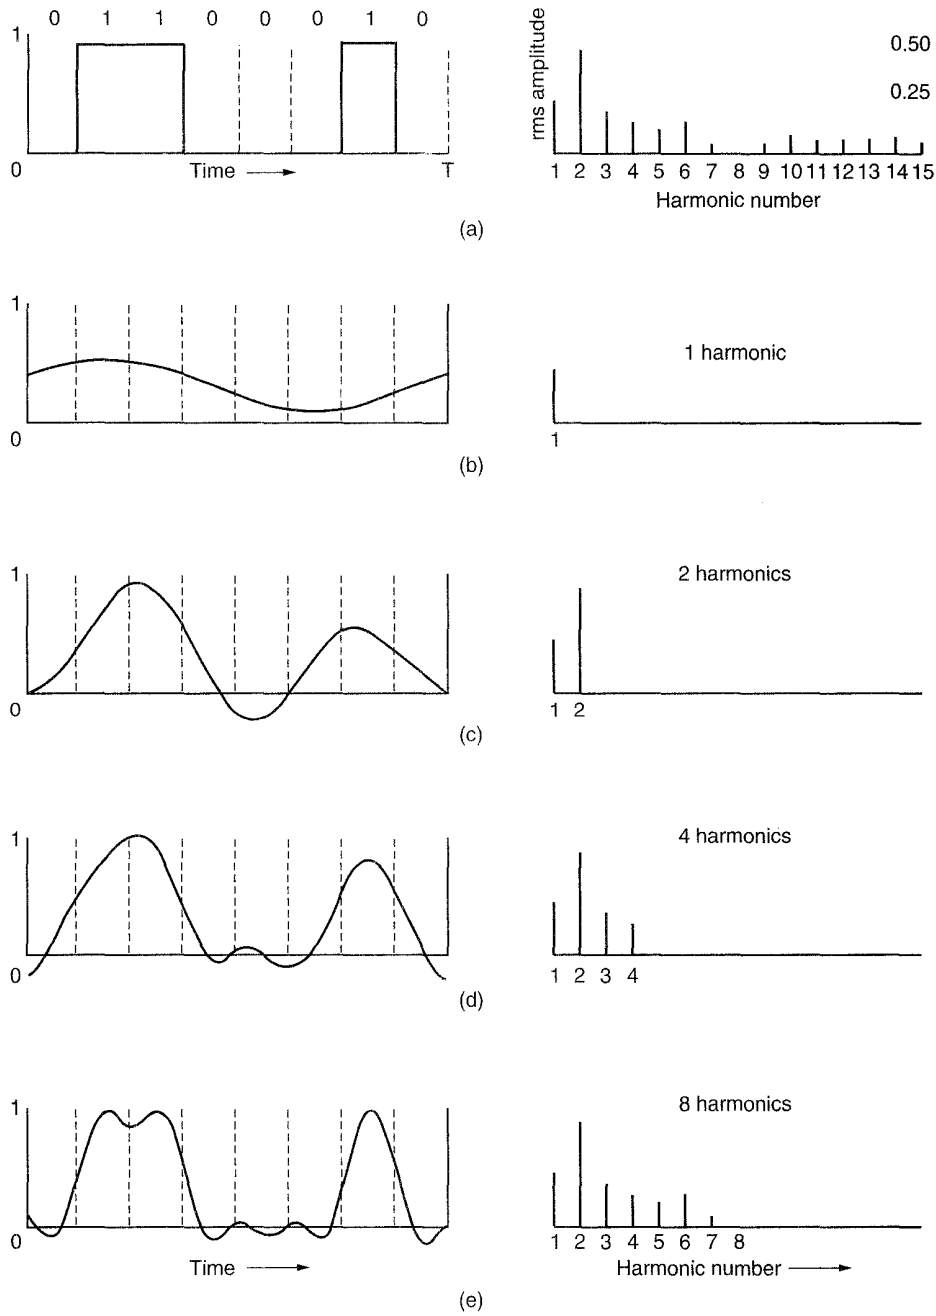 0 1 1 0 0 0 1 0
1
0
Time
T
rms amplitude
0.50
0.25
1 2 3 4 5 6 7 8 9 10 11 12 13 14 15
Harmonic number
(a)
1
0
1 harmonic
1
(b)
1
0
2 harmonics
1 2
(c)
1
0
4 harmonics
1 2 3 4
(d)
1
0
Time
8 harmonics
1 2 3 4 5 6 7 8
Harmonic number
(e)